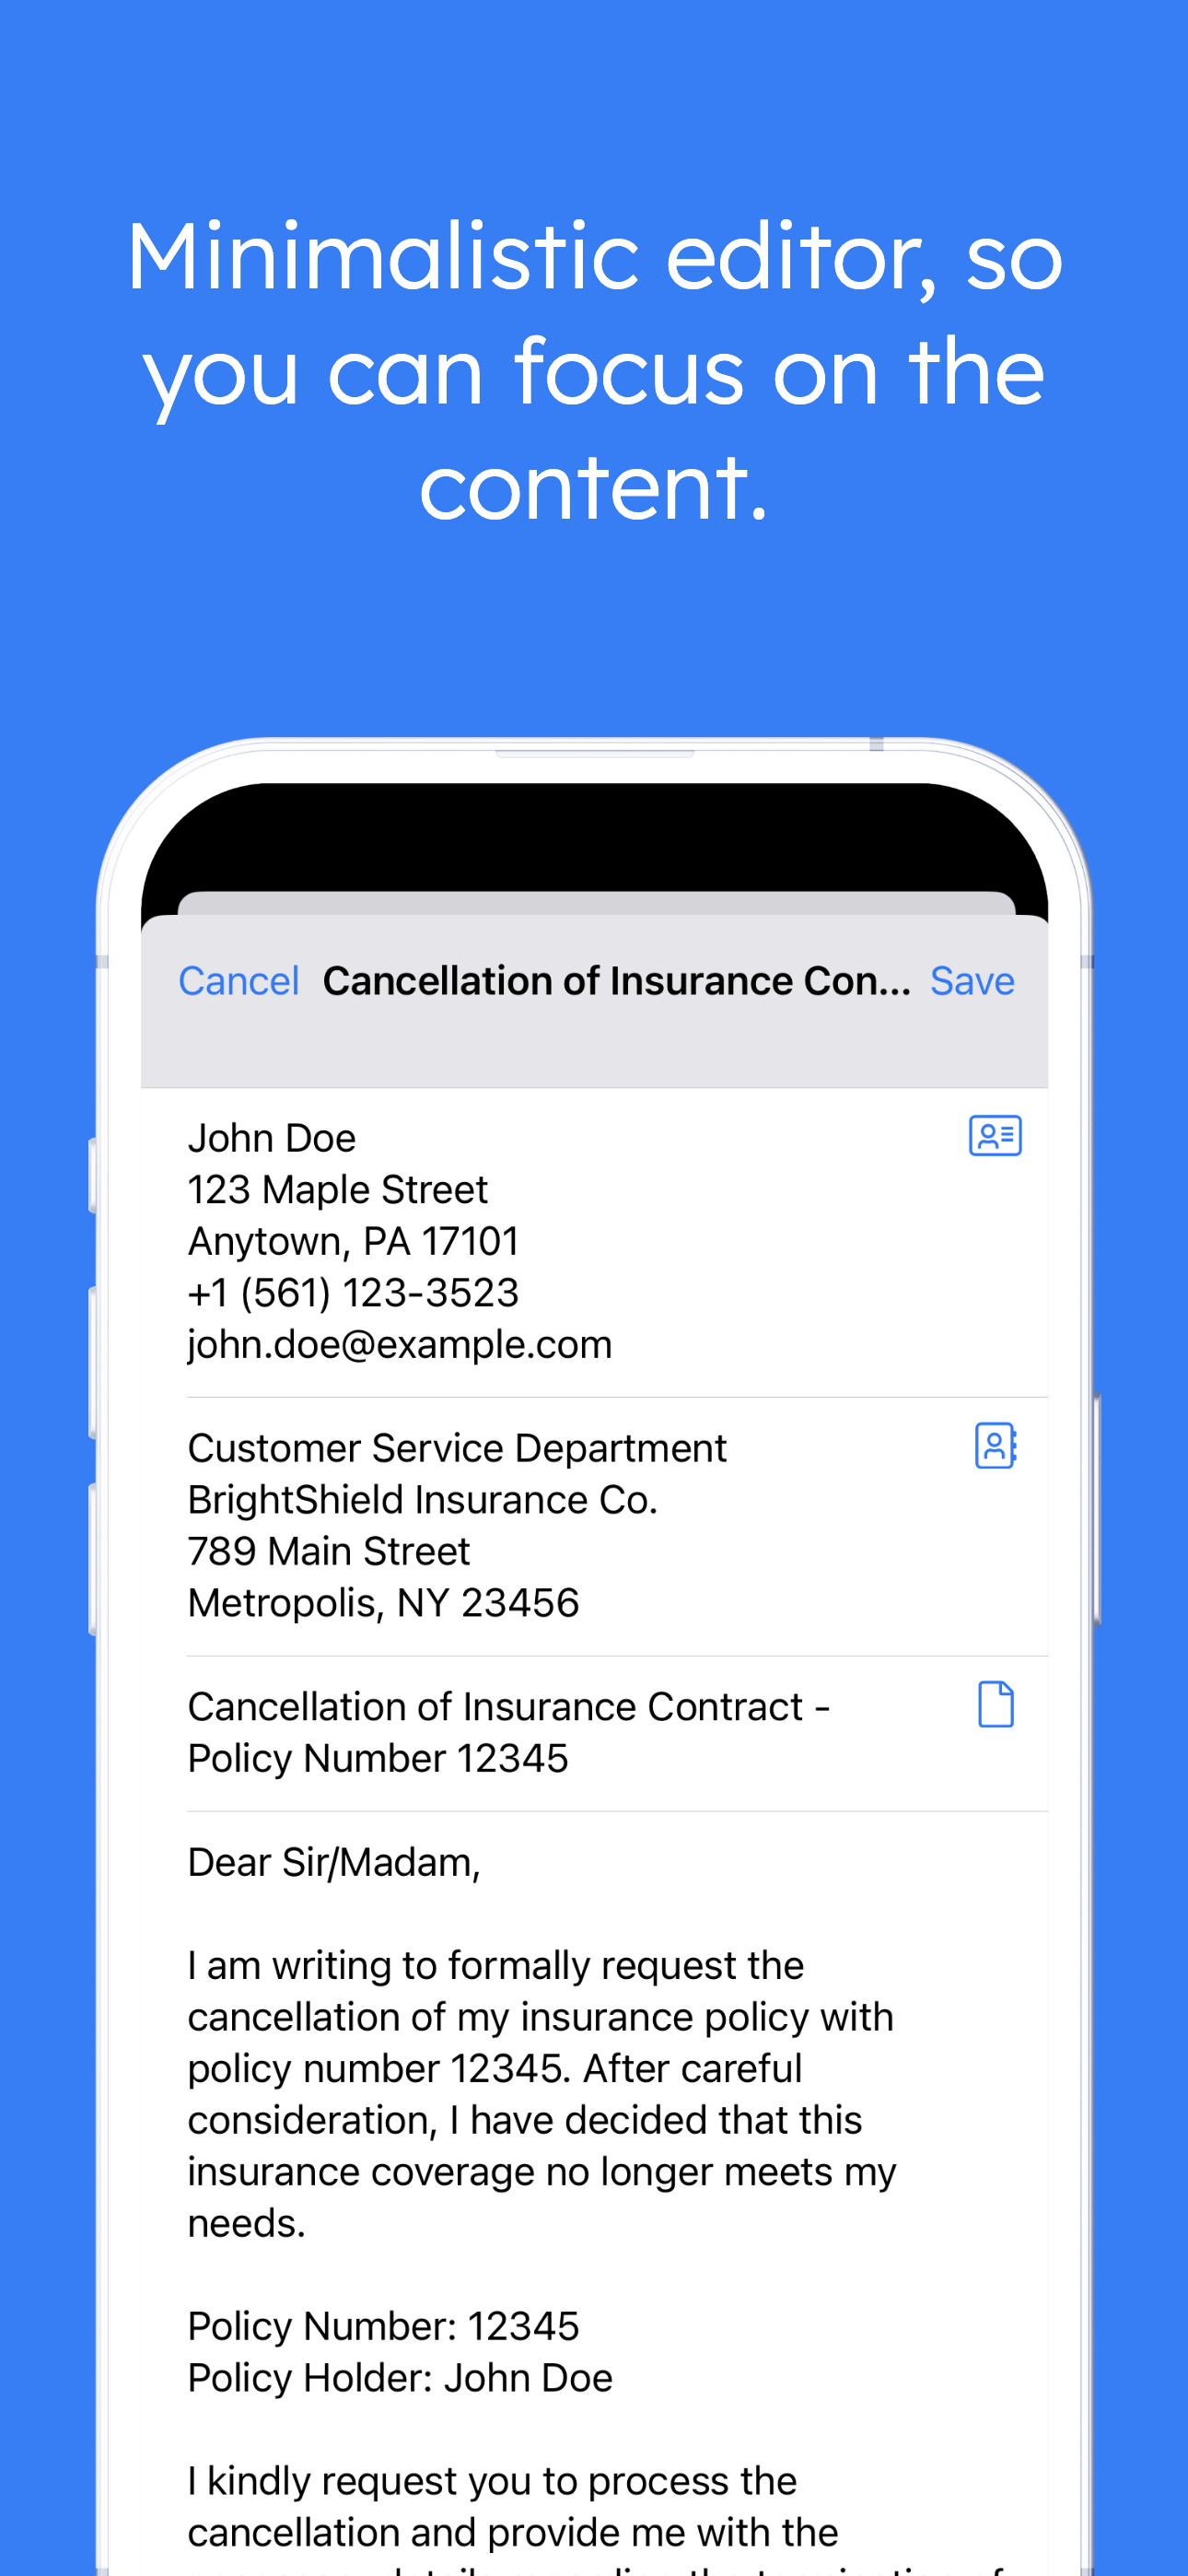 Minimalistic editor, so
you can focus on the
content.
Cancel Cancellation of Insurance Con... Save
John Doe
123 Maple Street
Anytown, PA 17101
+1 (561) 123-3523
john.doe@example.com
Customer Service Department
BrightShield Insurance Co.
789 Main Street
Metropolis, NY 23456
Cancellation of Insurance Contract -
Policy Number 12345
Dear Sir/Madam,
I am writing to formally request the
cancellation of my insurance policy with
policy number 12345. After careful
consideration, I have decided that this
insurance coverage no longer meets my
needs.
Policy Number: 12345
Policy Holder: John Doe
I kindly request you to process the
cancellation and provide me with the